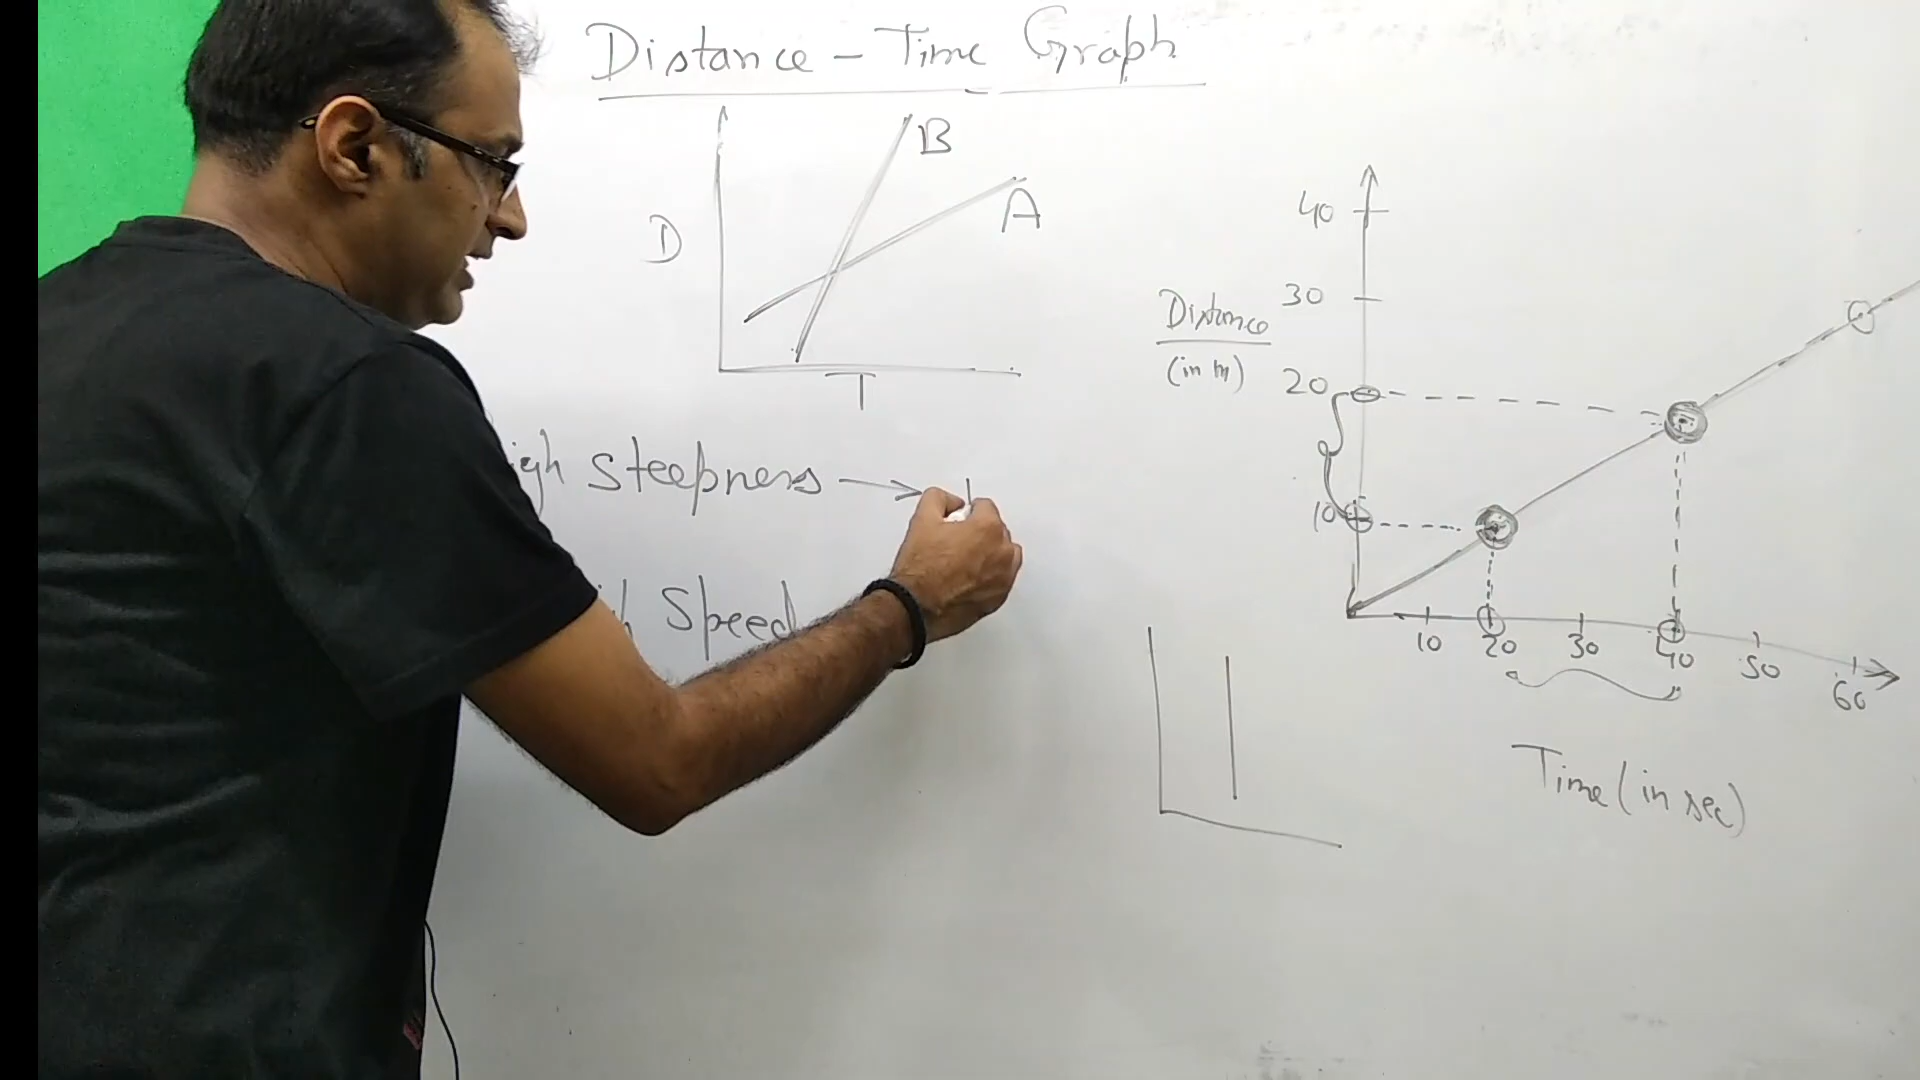 Distance - Time Graph
B
A
D
T
igh Steepness →
h Speed
40
30
Distance
(in m)
20
10
10 20 30 40 50 60
Time (in sec)